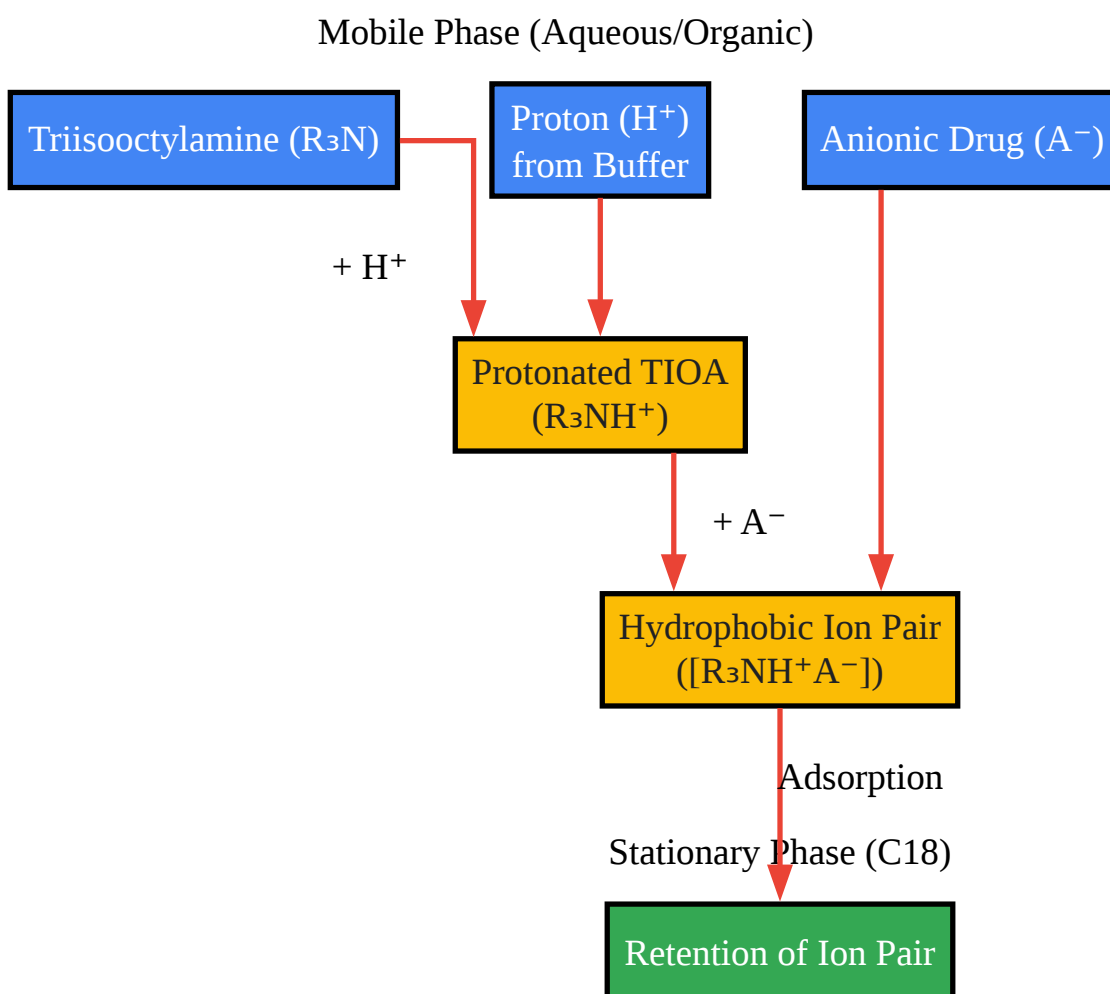 Mobile Phase (Aqueous/Organic)
Triisooctylamine (R₃N)
Proton (H⁺)
from Buffer
Anionic Drug (A⁻)
+ H⁺
Protonated TIOA
(R₃NH⁺)
+ A⁻
Hydrophobic Ion Pair
([R₃NH⁺A⁻])
Adsorption
Stationary Phase (C18)
Retention of Ion Pair